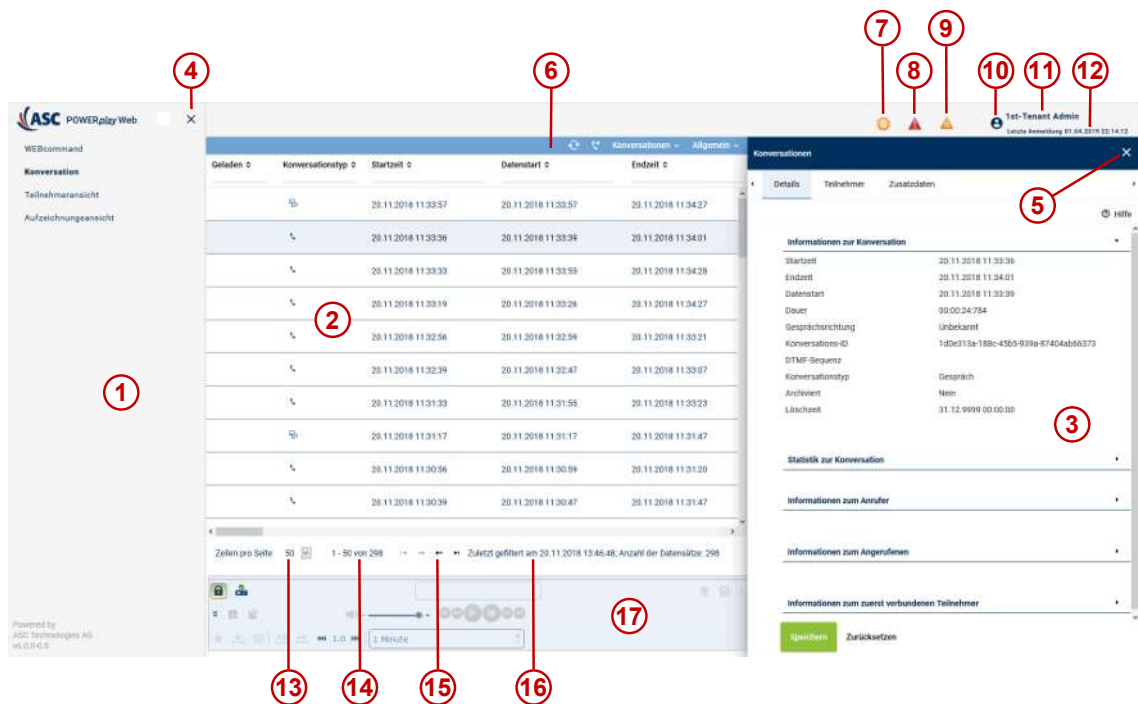 7
9
4
6
8
10
11
12
ASC POWERplay Web
1st-Tenant Admin
Letzte Anmeldung 01.04.2019 22:14:12
WEBcommand
Konversation
Teilnehmeransicht
Aufzeichnungsansicht
Konversationen
Allgemein
Geladen
Konversationstyp
Startzeit
Datenstart
Endzeit
20.11.2018 11:33:57
20.11.2018 11:33:57
20.11.2018 11:34:27
20.11.2018 11:33:36
20.11.2018 11:33:39
20.11.2018 11:34:01
20.11.2018 11:33:33
20.11.2018 11:33:55
20.11.2018 11:34:28
20.11.2018 11:33:19
20.11.2018 11:33:26
20.11.2018 11:34:27
20.11.2018 11:32:56
20.11.2018 11:32:59
20.11.2018 11:33:21
20.11.2018 11:32:39
20.11.2018 11:32:47
20.11.2018 11:33:07
20.11.2018 11:31:33
20.11.2018 11:31:55
20.11.2018 11:33:23
20.11.2018 11:31:17
20.11.2018 11:31:17
20.11.2018 11:31:47
20.11.2018 11:30:56
20.11.2018 11:30:59
20.11.2018 11:31:20
20.11.2018 11:30:39
20.11.2018 11:30:47
20.11.2018 11:31:47
1
2
Zeilen pro Seite 50
1 - 50 von 298
Zuletzt gefiltert am 20.11.2018 13:46:48; Anzahl der Datensätze: 298
1.0
1 Minute
17
Konversationen
5
Details
Teilnehmer
Zusatzdaten
Hilfe
Informationen zur Konversation
Startzeit 20.11.2018 11:33:36
Endzeit 20.11.2018 11:34:01
Datenstart 20.11.2018 11:33:39
Dauer 00:00:24:784
Gesprächsrichtung Unbekannt
Konversations-ID 1d0e313a-188c-45b5-939a-87404ab66373
DTMF-Sequenz
Konversationstyp Gespräch
Archiviert Nein
Löschzeit 31.12.9999 00:00:00
3
Statistik zur Konversation
Informationen zum Anrufer
Informationen zum Angerufenen
Informationen zum zuerst verbundenen Teilnehmer
Speichern
Zurücksetzen
Powered by
ASC Technologies AG
v6.0.0-0.0
13
14
15
16